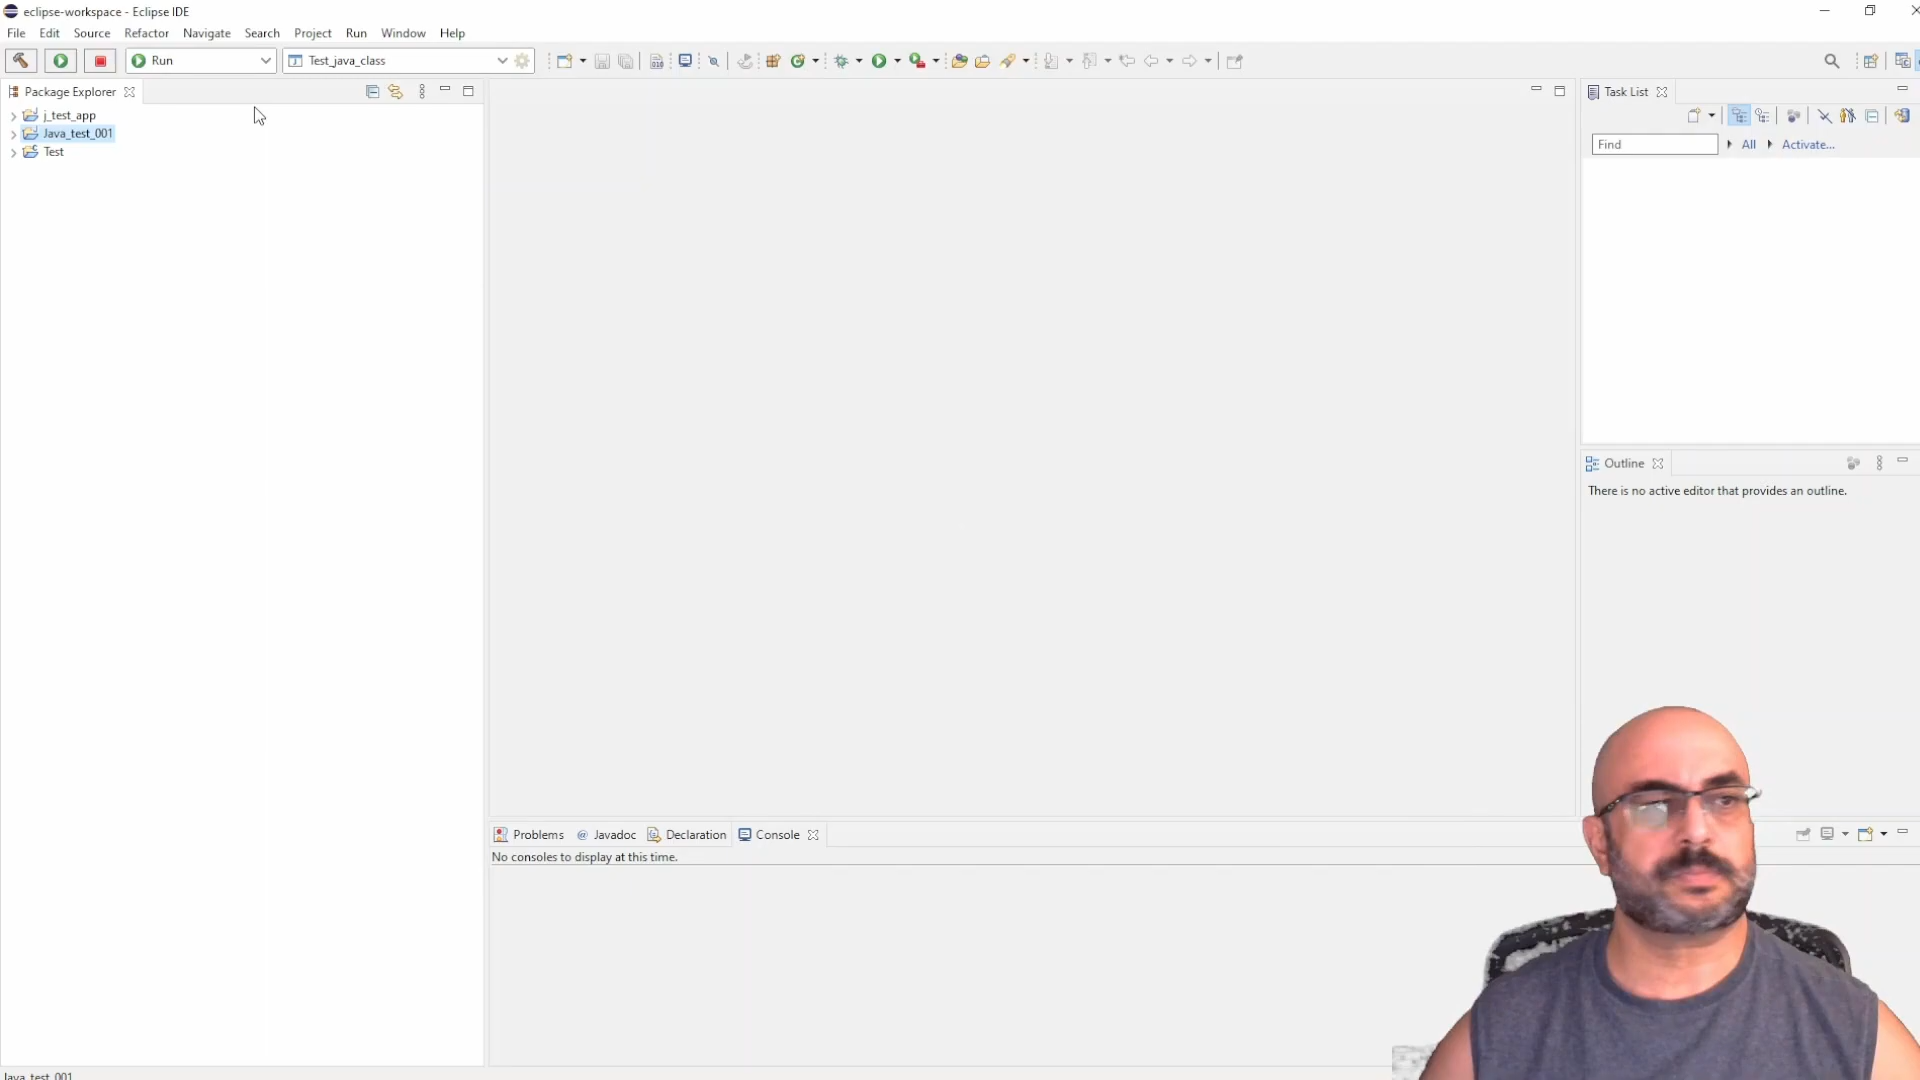 eclipse-workspace - Eclipse IDE
File Edit Source Refactor Navigate Search Project Run Window Help
Run Test_java_class
Package Explorer
j_test_app
Java_test_001
Test
Task List
Find All Activate...
Outline
There is no active editor that provides an outline.
Problems Javadoc Declaration Console
No consoles to display at this time.
Java_test_001